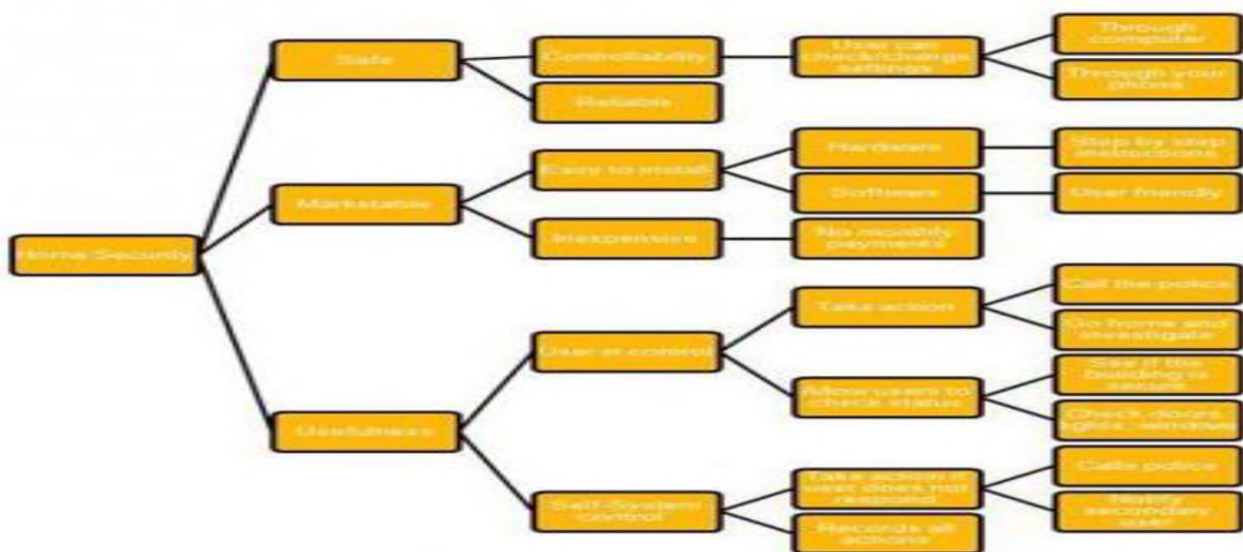 Home Security
Safe
Controllability
User can
check/change
settings
Through
computer
Through your
phone
Reliable
Marketable
Easy to install
Hardware
Step by step
instructions
Software
User friendly
Inexpensive
No monthly
payments
Usefulness
User in control
Take action
Call the police
Go home and
investigate
Allow users to
check status
See if the
building is
secure
Check doors,
lights, windows
Self-System
control
Take action if
user does not
respond
Calls police
Notify
secondary
user
Records all
actions